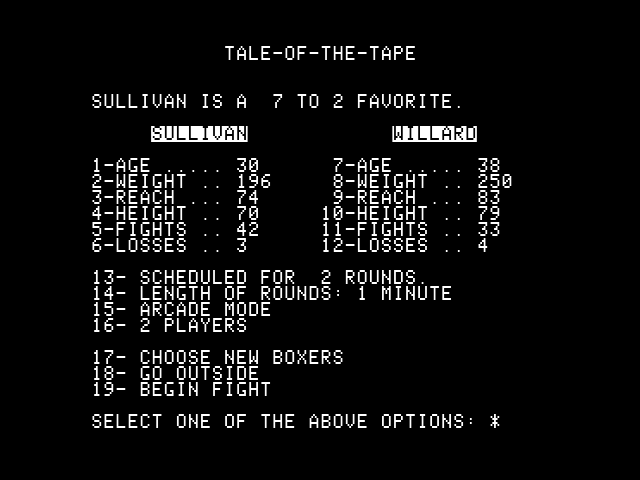 TALE-OF-THE-TAPE
SULLIVAN IS A  7 TO 2 FAVORITE.
SULLIVAN WILLARD
1-AGE ...... 30 7-AGE ...... 38
2-WEIGHT .. 196 8-WEIGHT .. 250
3-REACH ... 74 9-REACH ... 83
4-HEIGHT .. 70 10-HEIGHT .. 79
5-FIGHTS .. 42 11-FIGHTS .. 33
6-LOSSES .. 3 12-LOSSES .. 4
13- SCHEDULED FOR  2 ROUNDS.
14- LENGTH OF ROUNDS: 1 MINUTE
15- ARCADE MODE
16- 2 PLAYERS
17- CHOOSE NEW BOXERS
18- GO OUTSIDE
19- BEGIN FIGHT
SELECT ONE OF THE ABOVE OPTIONS: *